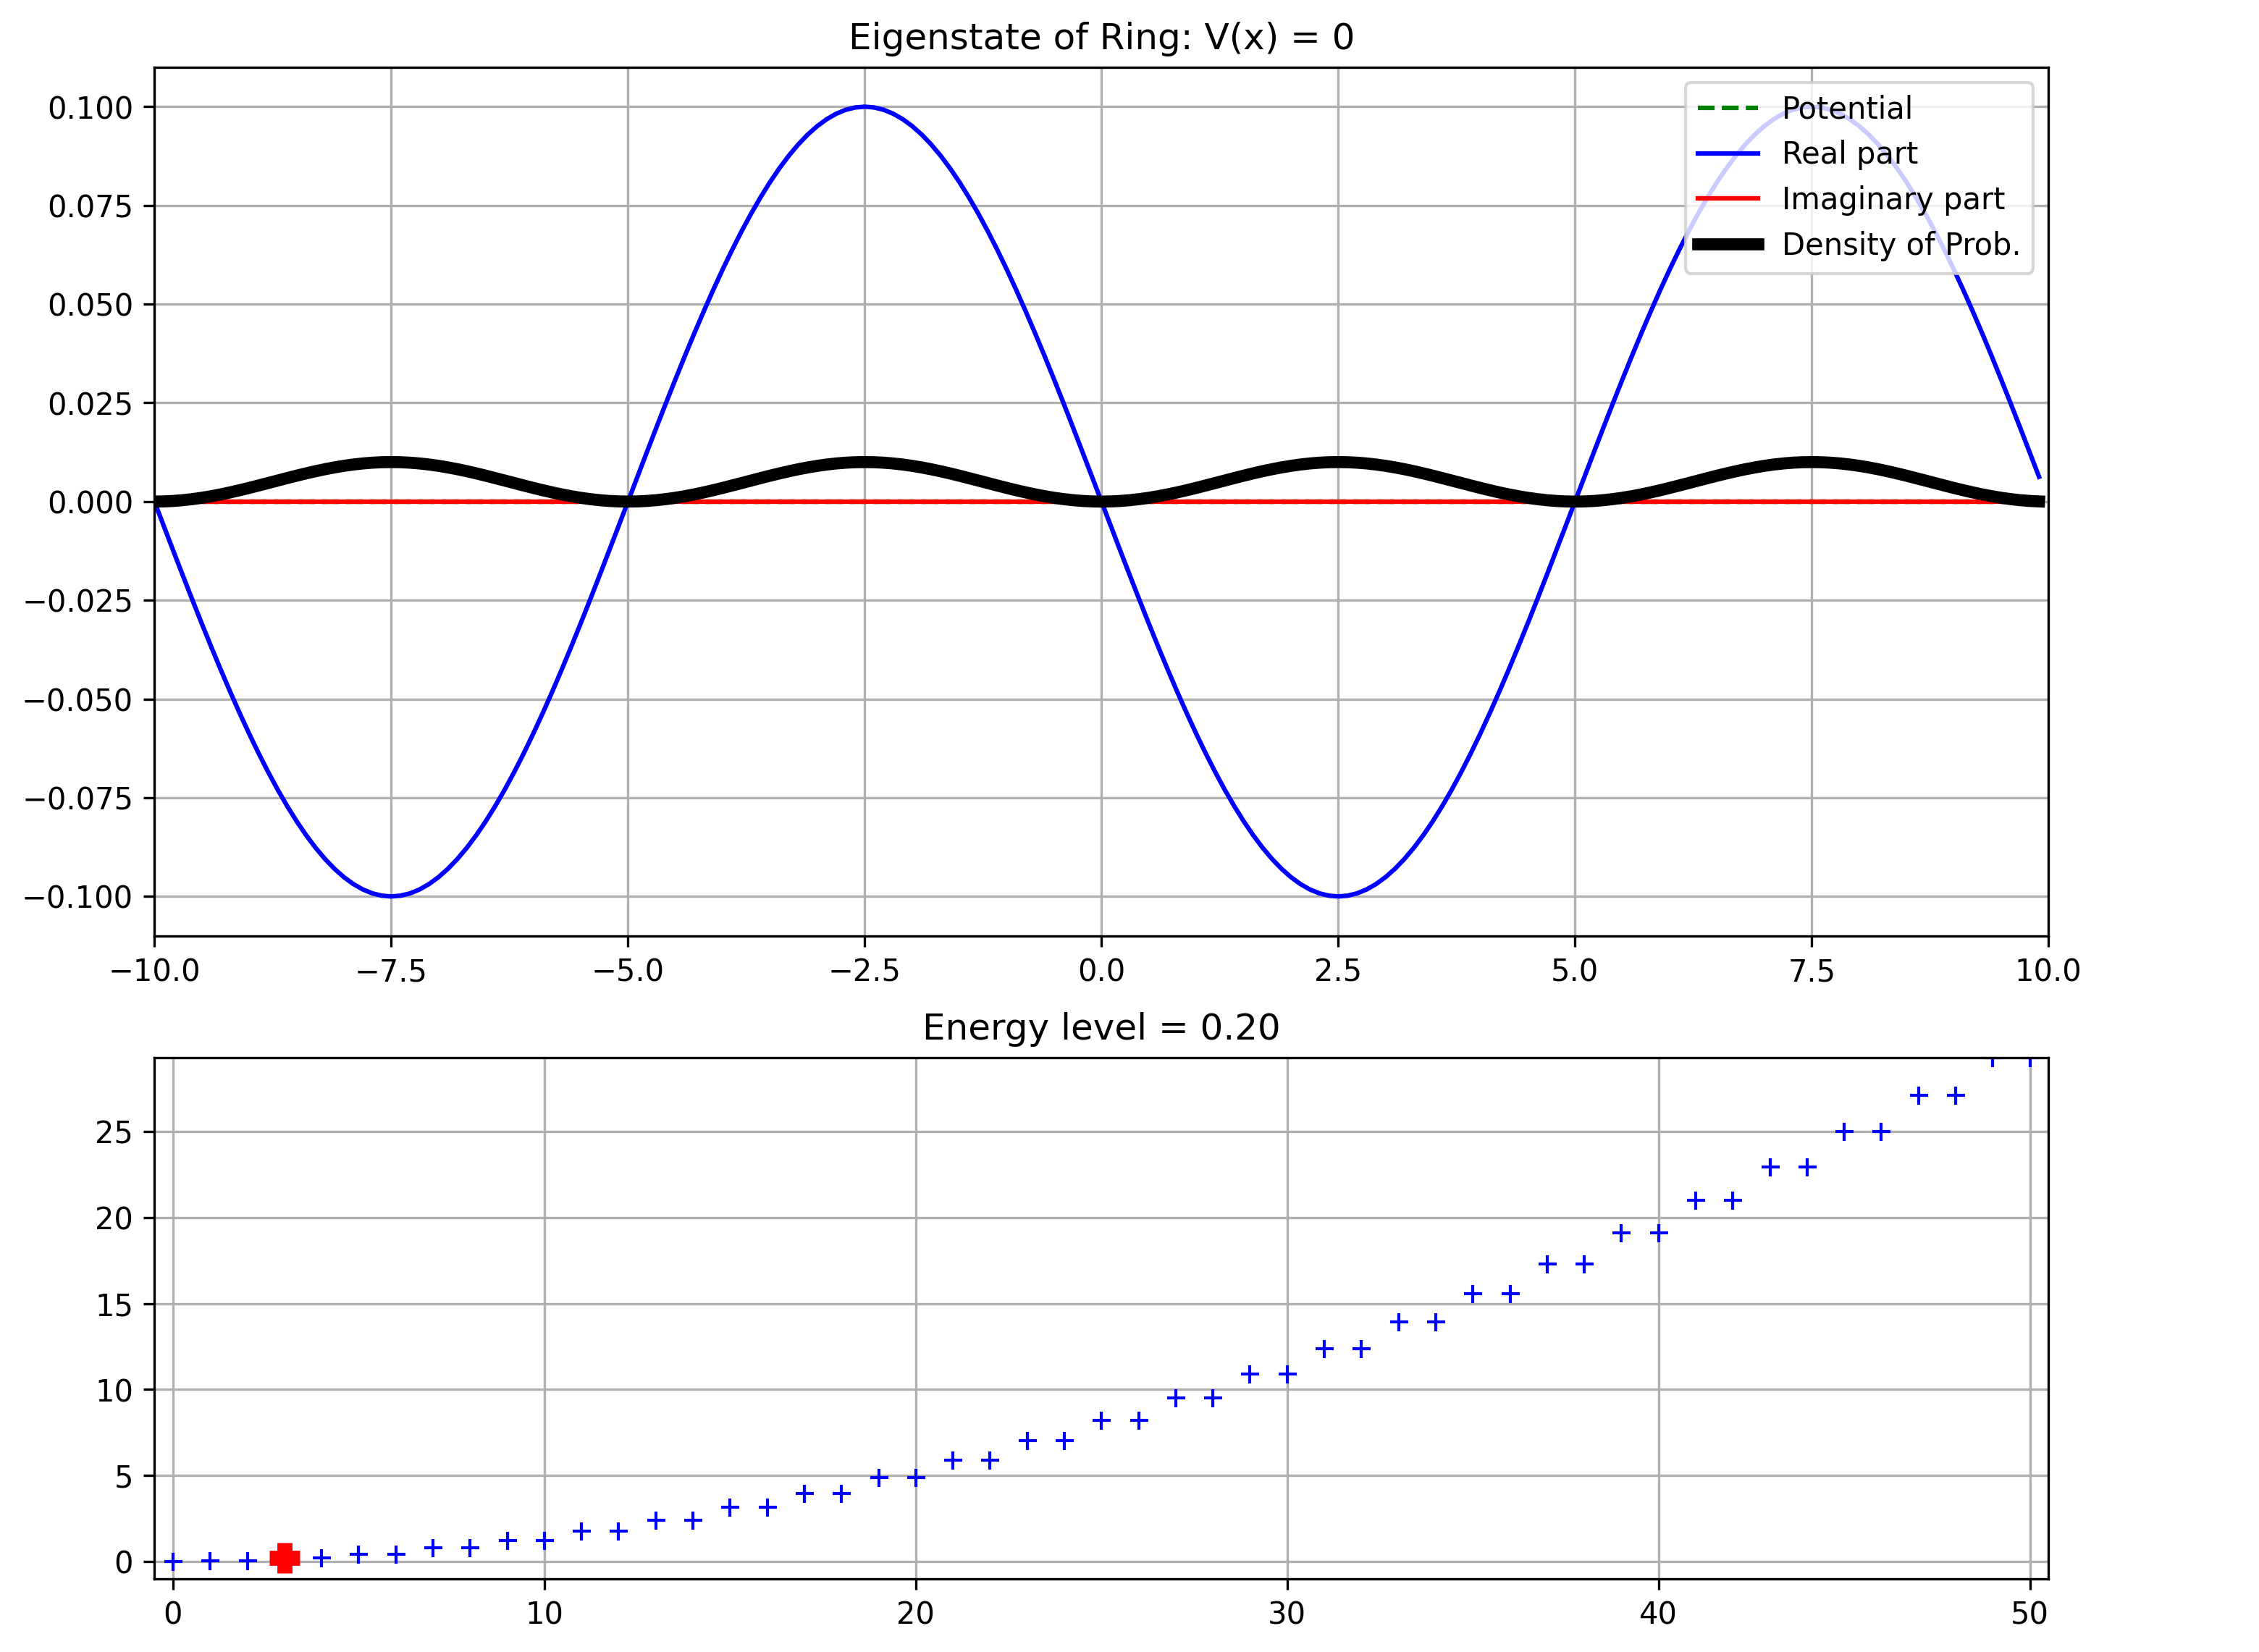 Eigenstate of Ring: V(x) = 0
0.100
0.075
0.050
0.025
0.000
−0.025
−0.050
−0.075
−0.100
Potential
Real part
Imaginary part
Density of Prob.
−10.0 −7.5 −5.0 −2.5 0.0 2.5 5.0 7.5 10.0
Energy level = 0.20
25
20
15
10
5
0
0 10 20 30 40 50